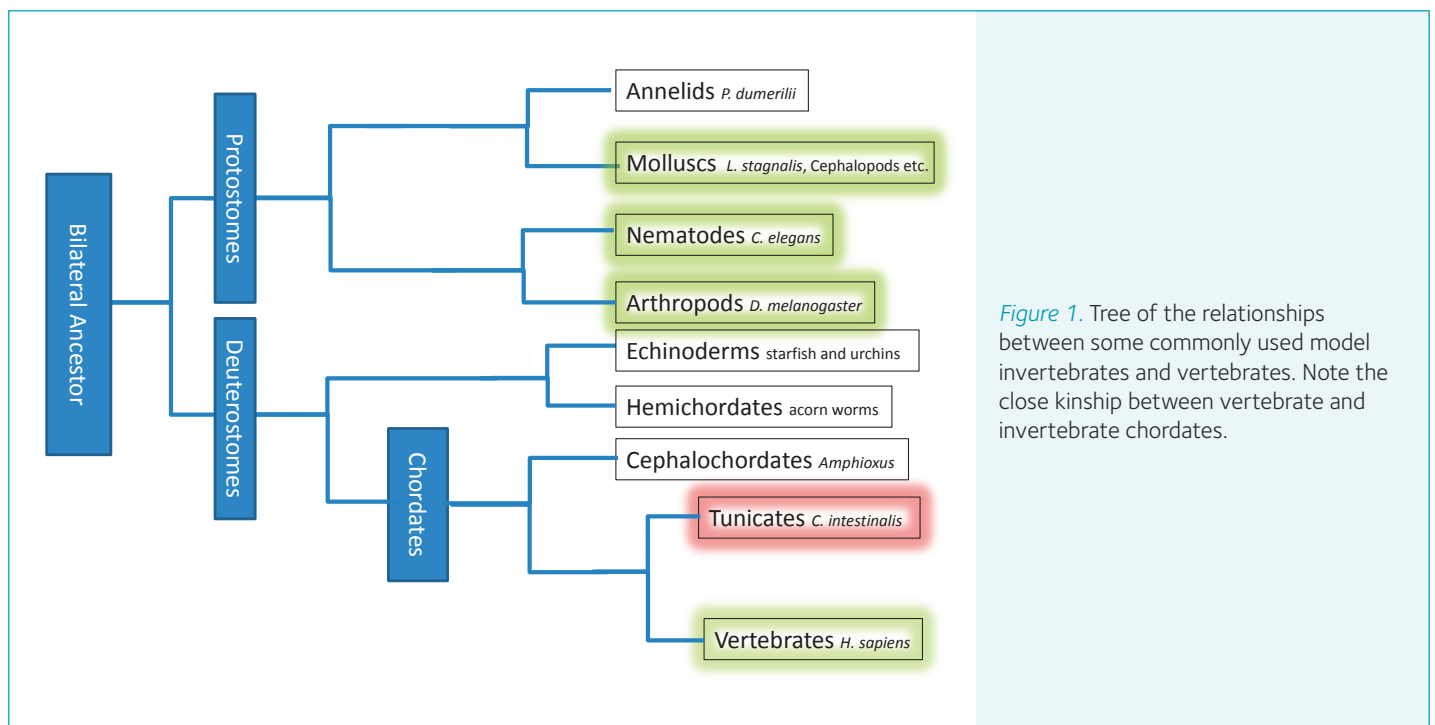 Bilateral Ancestor
Protostomes
Deuterostomes
Chordates
Annelids P. dumerilii
Molluscs L. stagnalis, Cephalopods etc.
Nematodes C. elegans
Arthropods D. melanogaster
Echinoderms starfish and urchins
Hemichordates acorn worms
Cephalochordates Amphioxus
Tunicates C. intestinalis
Vertebrates H. sapiens
Figure 1. Tree of the relationships
between some commonly used model
invertebrates and vertebrates. Note the
close kinship between vertebrate and
invertebrate chordates.